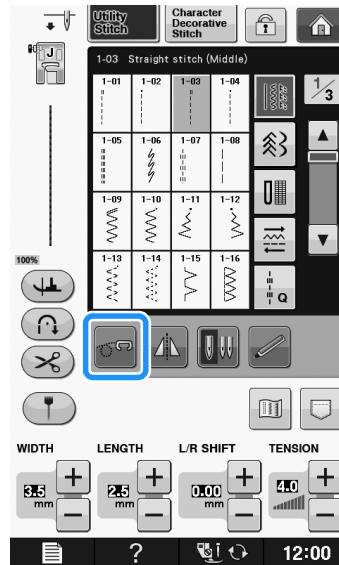 Utility Stitch
Character Decorative Stitch
J
1-03 Straight stitch (Middle)
1/3
1-01 1-02 1-03 1-04
1-05 1-06 1-07 1-08
1-09 1-10 1-11 1-12
1-13 1-14 1-15 1-16
Q
100%
WIDTH LENGTH L/R SHIFT TENSION
3.5 mm 2.5 mm 0.00 mm 4.0
? 12:00